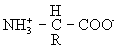 H
NH₃⁺ – C – COO⁻
R